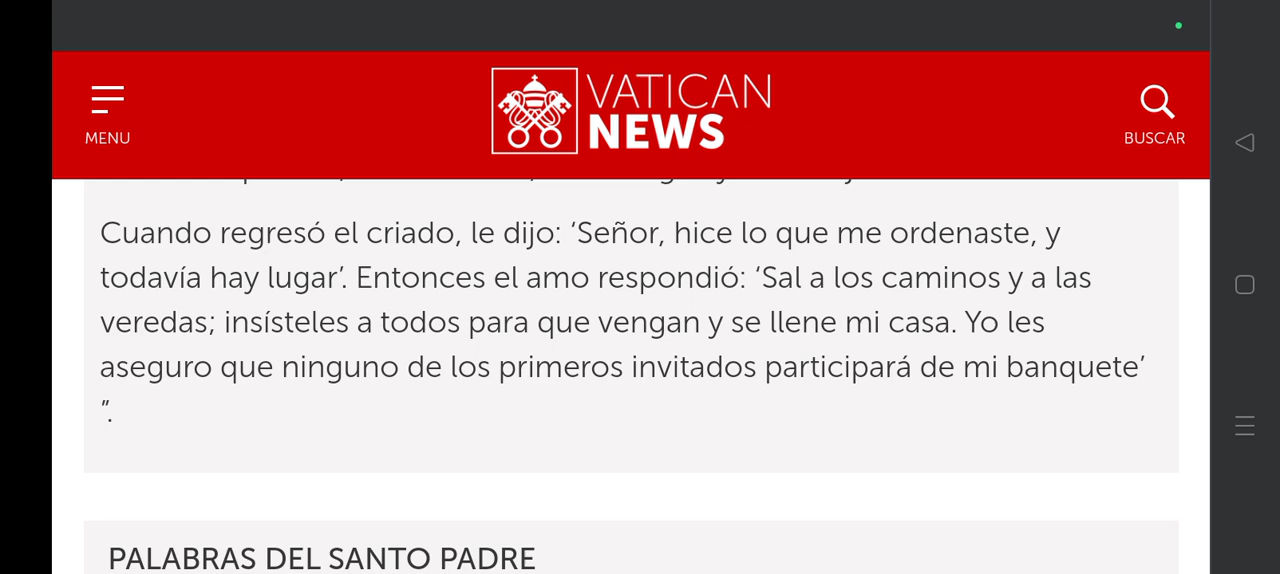 MENU
VATICAN
NEWS
BUSCAR
Cuando regresó el criado, le dijo: ‘Señor, hice lo que me ordenaste, y
todavía hay lugar’. Entonces el amo respondió: ‘Sal a los caminos y a las
veredas; insísteles a todos para que vengan y se llene mi casa. Yo les
aseguro que ninguno de los primeros invitados participará de mi banquete’
”.
PALABRAS DEL SANTO PADRE